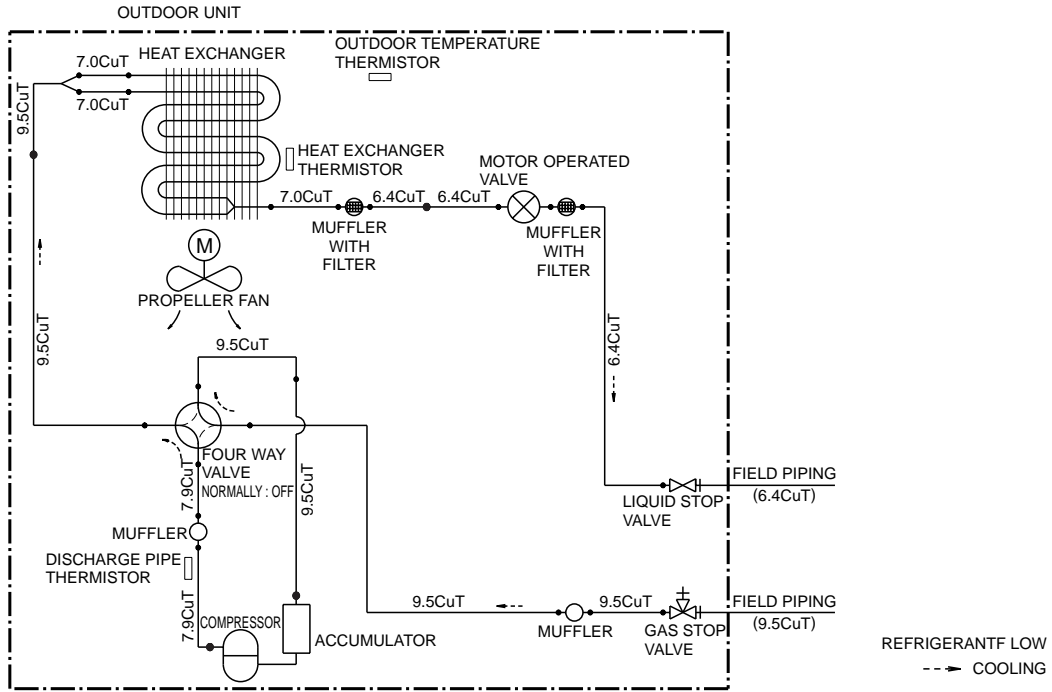 OUTDOOR UNIT
HEAT EXCHANGER
OUTDOOR TEMPERATURE
THERMISTOR
7.0CuT
7.0CuT
9.5CuT
HEAT EXCHANGER
THERMISTOR
MOTOR OPERATED
VALVE
7.0CuT
6.4CuT
6.4CuT
MUFFLER
WITH
FILTER
MUFFLER
WITH
FILTER
M
PROPELLER FAN
9.5CuT
9.5CuT
6.4CuT
FOUR WAY
VALVE
NORMALLY : OFF
7.9CuT
9.5CuT
FIELD PIPING
(6.4CuT)
LIQUID STOP
VALVE
MUFFLER
DISCHARGE PIPE
THERMISTOR
7.9CuT
COMPRESSOR
ACCUMULATOR
9.5CuT
9.5CuT
MUFFLER
GAS STOP
VALVE
FIELD PIPING
(9.5CuT)
REFRIGERANTF LOW
COOLING